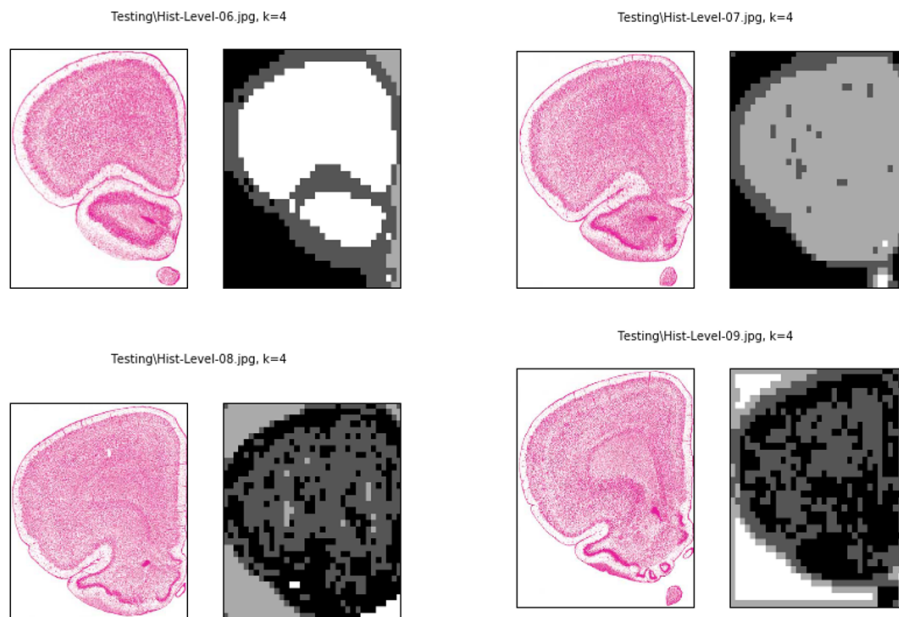 Testing\Hist-Level-06.jpg, k=4
Testing\Hist-Level-07.jpg, k=4
Testing\Hist-Level-08.jpg, k=4
Testing\Hist-Level-09.jpg, k=4